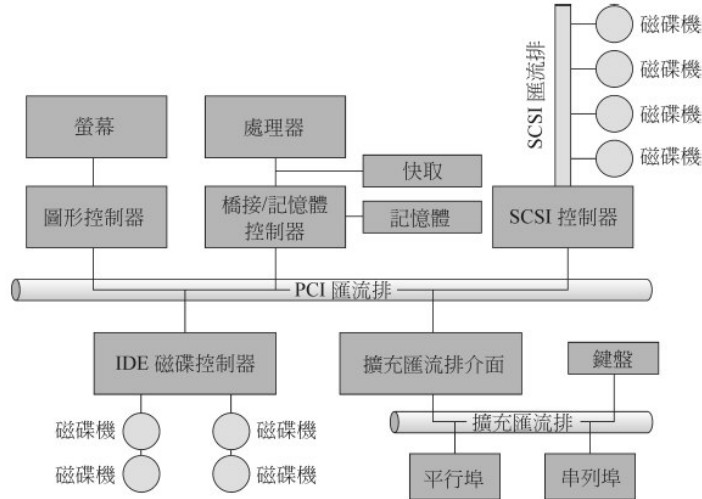 磁碟機
磁碟機
磁碟機
磁碟機
SCSI 匯流排
螢幕
處理器
快取
圖形控制器
橋接/記憶體
控制器
記憶體
SCSI 控制器
PCI 匯流排
IDE 磁碟控制器
擴充匯流排介面
鍵盤
磁碟機
磁碟機
擴充匯流排
磁碟機
磁碟機
平行埠
串列埠